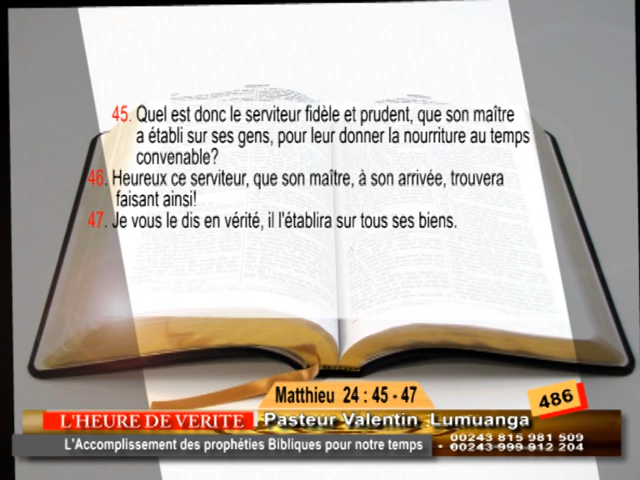 45. Quel est donc le serviteur fidèle et prudent, que son maître
a établi sur ses gens, pour leur donner la nourriture au temps
convenable?
46. Heureux ce serviteur, que son maître, à son arrivée, trouvera
faisant ainsi!
47. Je vous le dis en vérité, il l'établira sur tous ses biens.
Matthieu 24 : 45 - 47
486
L'HEURE DE VERITE Pasteur Valentin Lumuanga
L'Accomplissement des prophéties Bibliques pour notre temps
00243 815 981 509
- 00243 999 912 204